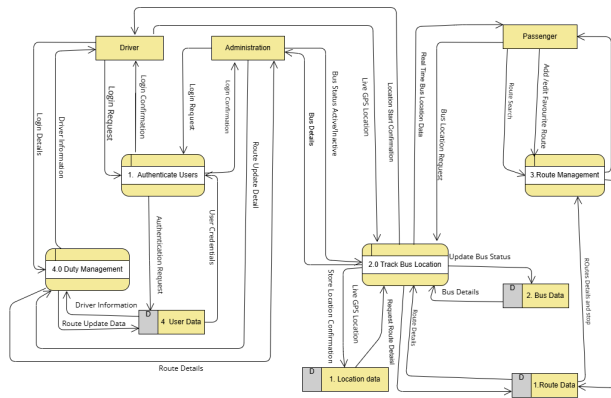 Driver
Administration
Passenger
Login Details
Driver Information
Login Request
Login Confirmation
Login Request
Login Confirmation
Route Update Detail
Bus Details
Bus Status Active/Inactive
Live GPS Location
Location Start Confirmation
Real Time Bus Location Data
Bus Location Request
Route Search
Add /edit Favourite Route
1. Authenticate Users
3.Route Management
Authentication Request
User Credentials
4.0 Duty Management
2.0 Track Bus Location
Update Bus Status
Driver Information
Route Update Data
D
4 User Data
Bus Details
D
2. Bus Data
Store Location Confirmation
Live GPS Location
Request Route Detail
Route Details
ROutes Details and stop
Route Details
D
1. Location data
D
1.Route Data